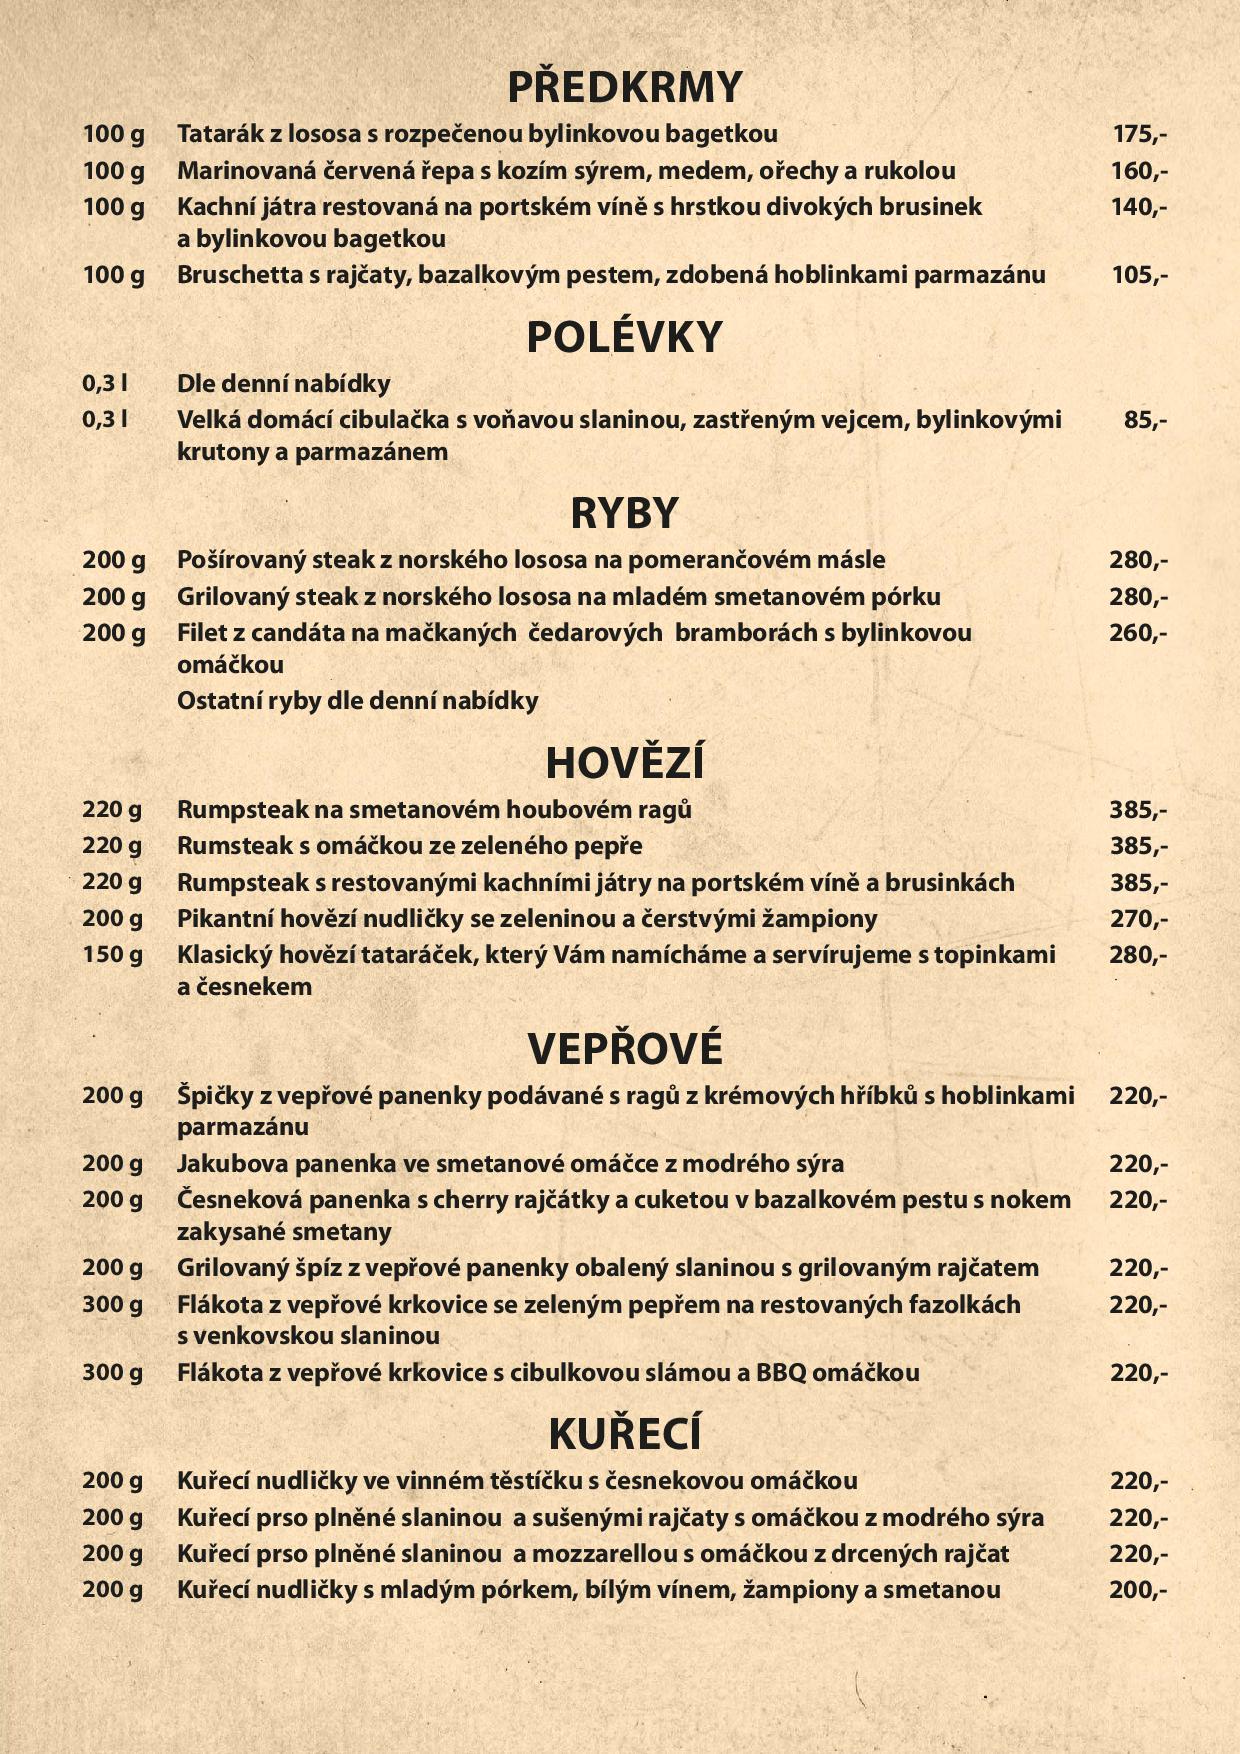 PŘEDKRMY
100 g Tatarák z lososa s rozpečenou bylinkovou bagetkou 175,-
100 g Marinovaná červená řepa s kozím sýrem, medem, ořechy a rukolou 160,-
100 g Kachní játra restovaná na portském víně s hrstkou divokých brusinek 140,-
a bylinkovou bagetkou
100 g Bruschetta s rajčaty, bazalkovým pestem, zdobená hoblinkami parmazánu 105,-
POLÉVKY
0,3 l Dle denní nabídky
0,3 l Velká domácí cibulačka s voňavou slaninou, zastřeným vejcem, bylinkovými 85,-
krutony a parmazánem
RYBY
200 g Pošírovaný steak z norského lososa na pomerančovém másle 280,-
200 g Grilovaný steak z norského lososa na mladém smetanovém pórku 280,-
200 g Filet z candáta na mačkaných čedarových bramborách s bylinkovou 260,-
omáčkou
Ostatní ryby dle denní nabídky
HOVĚZÍ
220 g Rumpsteak na smetanovém houbovém ragů 385,-
220 g Rumsteak s omáčkou ze zeleného pepře 385,-
220 g Rumpsteak s restovanými kachními játry na portském víně a brusinkách 385,-
200 g Pikantní hovězí nudličky se zeleninou a čerstvými žampiony 270,-
150 g Klasický hovězí tataráček, který Vám namícháme a servírujeme s topinkami 280,-
a česnekem
VEPŘOVÉ
200 g Špičky z vepřové panenky podávané s ragů z krémových hříbků s hoblinkami 220,-
parmazánu
200 g Jakubova panenka ve smetanové omáčce z modrého sýra 220,-
200 g Česneková panenka s cherry rajčátky a cuketou v bazalkovém pestu s nokem 220,-
zakysané smetany
200 g Grilovaný špíz z vepřové panenky obalený slaninou s grilovaným rajčatem 220,-
300 g Flákota z vepřové krkovice se zeleným pepřem na restovaných fazolkách 220,-
s venkovskou slaninou
300 g Flákota z vepřové krkovice s cibulkovou slámou a BBQ omáčkou 220,-
KUŘECÍ
200 g Kuřecí nudličky ve vinném těstíčku s česnekovou omáčkou 220,-
200 g Kuřecí prso plněné slaninou a sušenými rajčaty s omáčkou z modrého sýra 220,-
200 g Kuřecí prso plněné slaninou a mozzarellou s omáčkou z drcených rajčat 220,-
200 g Kuřecí nudličky s mladým pórkem, bílým vínem, žampiony a smetanou 200,-